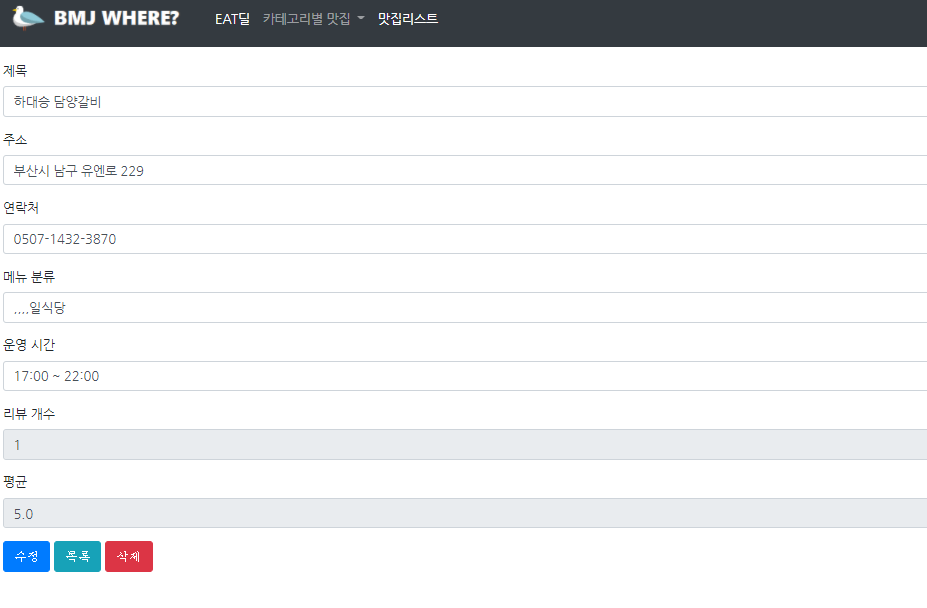 BMJ WHERE? EAT딜 카테고리별 맛집 맛집리스트
제목
하대승 담양갈비
주소
부산시 남구 유엔로 229
연락처
0507-1432-3870
메뉴 분류
,,,,일식당
운영 시간
17:00 ~ 22:00
리뷰 개수
1
평균
5.0
수정 목록 삭제